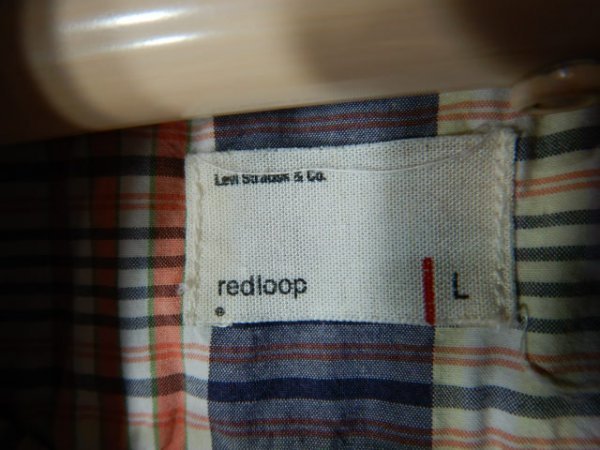 Levi Strauss & Co.
redloop
L
®